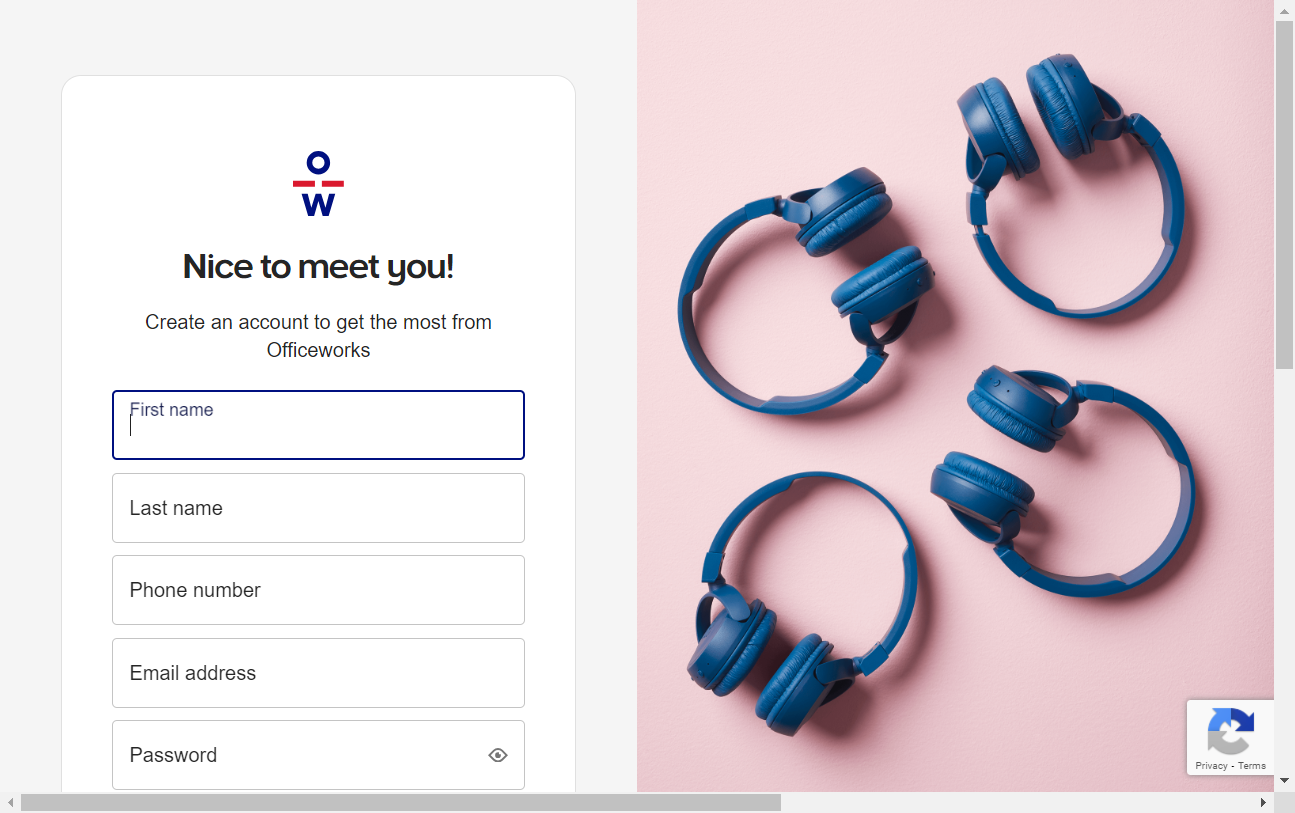 O
W
Nice to meet you!
Create an account to get the most from
Officeworks
First name
Last name
Phone number
Email address
Password
Privacy - Terms